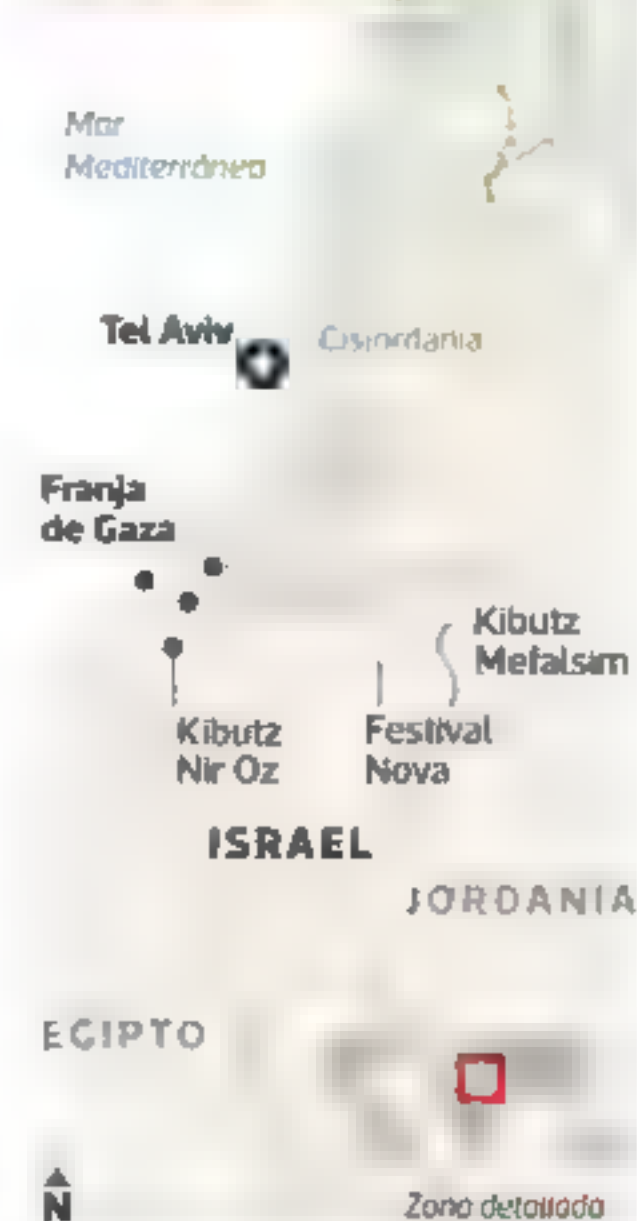 Mar
Mediterráneo
Tel Aviv
Cisjordania
Franja
de Gaza
Kibutz
Mefalsim
Kibutz
Nir Oz
Festival
Nova
ISRAEL
JORDANIA
EGIPTO
N
Zona detallada